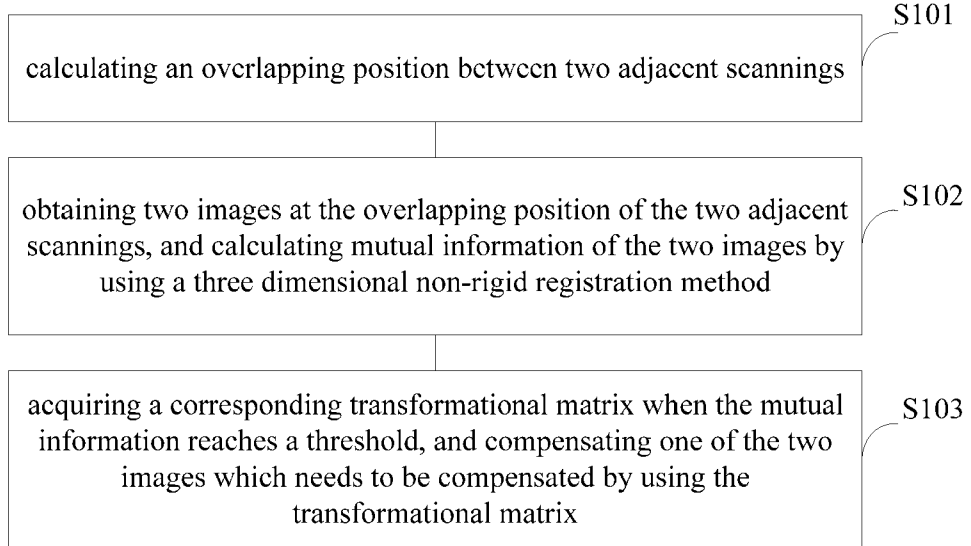 S101
calculating an overlapping position between two adjacent scannings
S102
obtaining two images at the overlapping position of the two adjacent
scannings, and calculating mutual information of the two images by
using a three dimensional non-rigid registration method
S103
acquiring a corresponding transformational matrix when the mutual
information reaches a threshold, and compensating one of the two
images which needs to be compensated by using the
transformational matrix